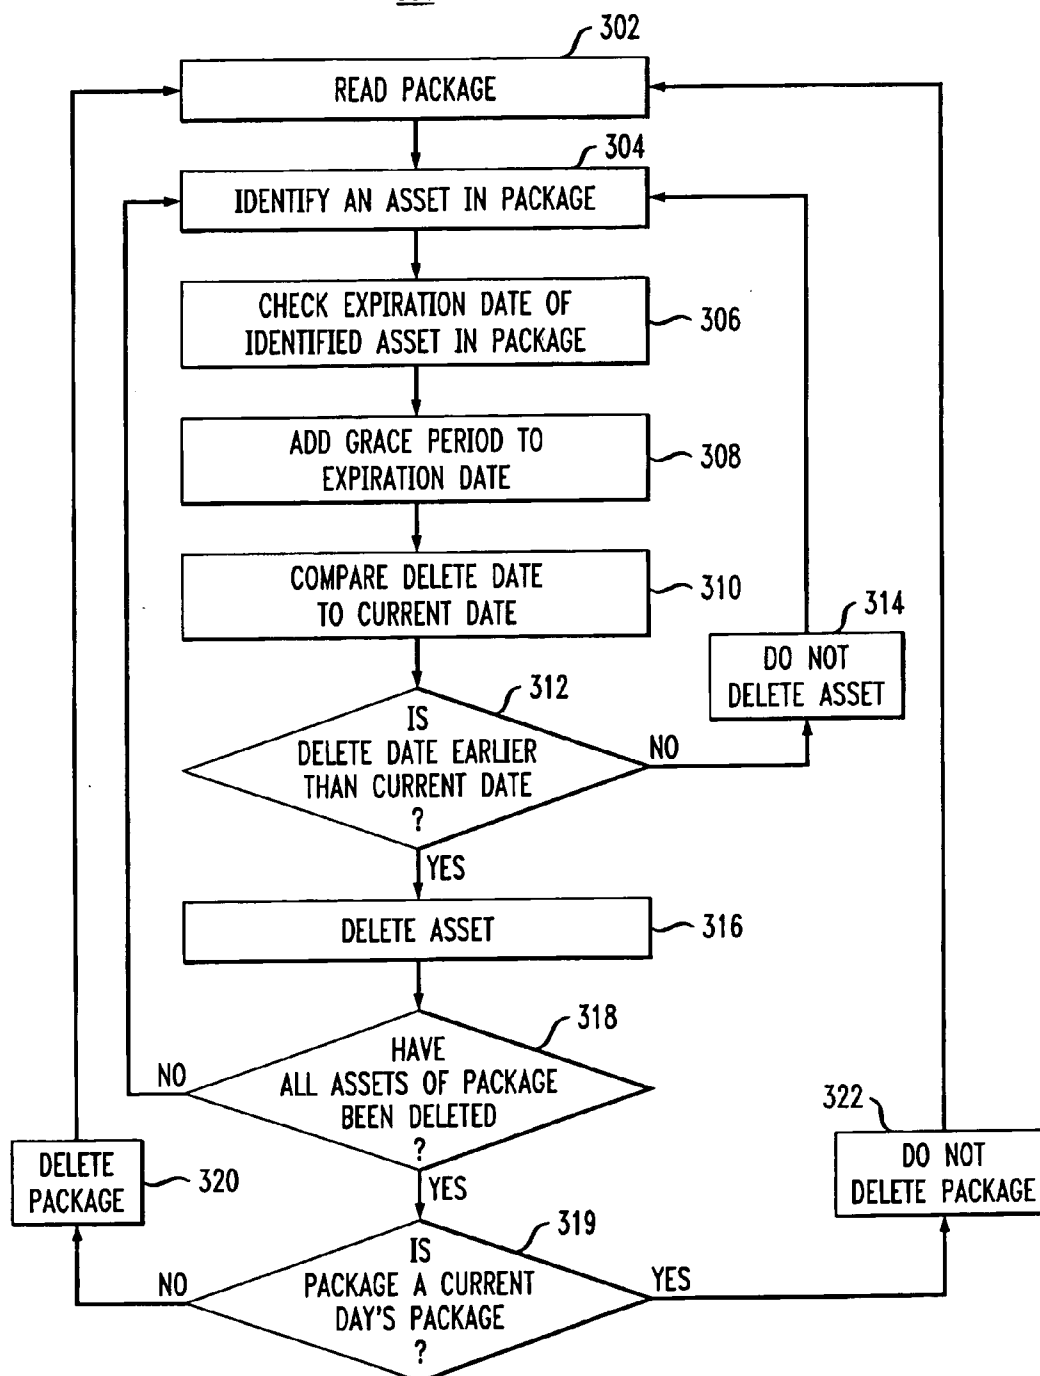 302
READ PACKAGE
304
IDENTIFY AN ASSET IN PACKAGE
CHECK EXPIRATION DATE OF
IDENTIFIED ASSET IN PACKAGE
306
ADD GRACE PERIOD TO
EXPIRATION DATE
308
COMPARE DELETE DATE
TO CURRENT DATE
310
314
DO NOT
DELETE ASSET
312
IS
DELETE DATE EARLIER
THAN CURRENT DATE
?
NO
YES
DELETE ASSET
316
318
HAVE
ALL ASSETS OF PACKAGE
BEEN DELETED
?
NO
YES
322
DO NOT
DELETE PACKAGE
DELETE
PACKAGE
320
319
IS
PACKAGE A CURRENT
DAY'S PACKAGE
?
NO
YES